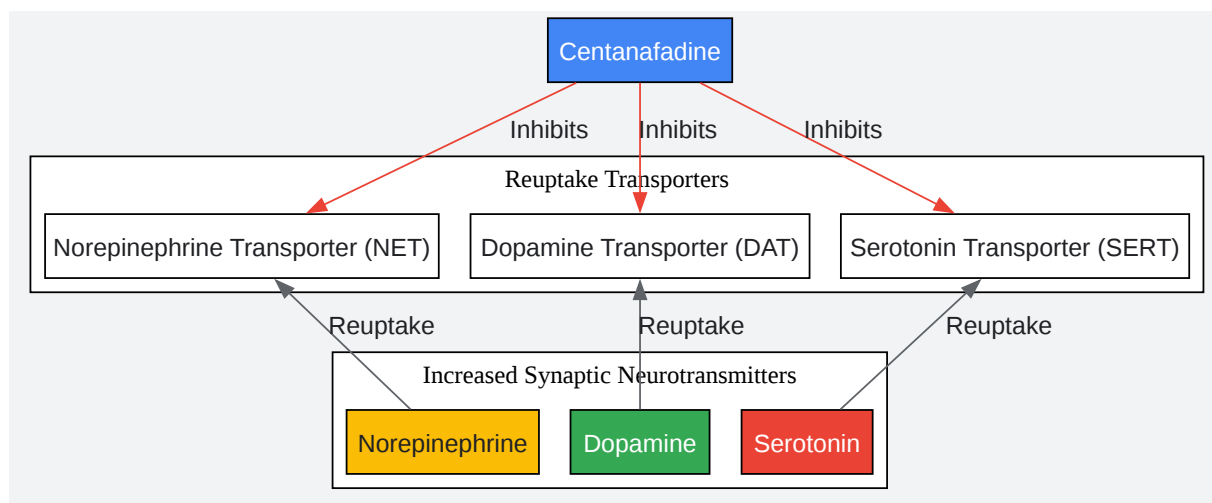 Centanafadine
Inhibits
Inhibits
Inhibits
Reuptake Transporters
Norepinephrine Transporter (NET)
Dopamine Transporter (DAT)
Serotonin Transporter (SERT)
Reuptake
Reuptake
Reuptake
Increased Synaptic Neurotransmitters
Norepinephrine
Dopamine
Serotonin